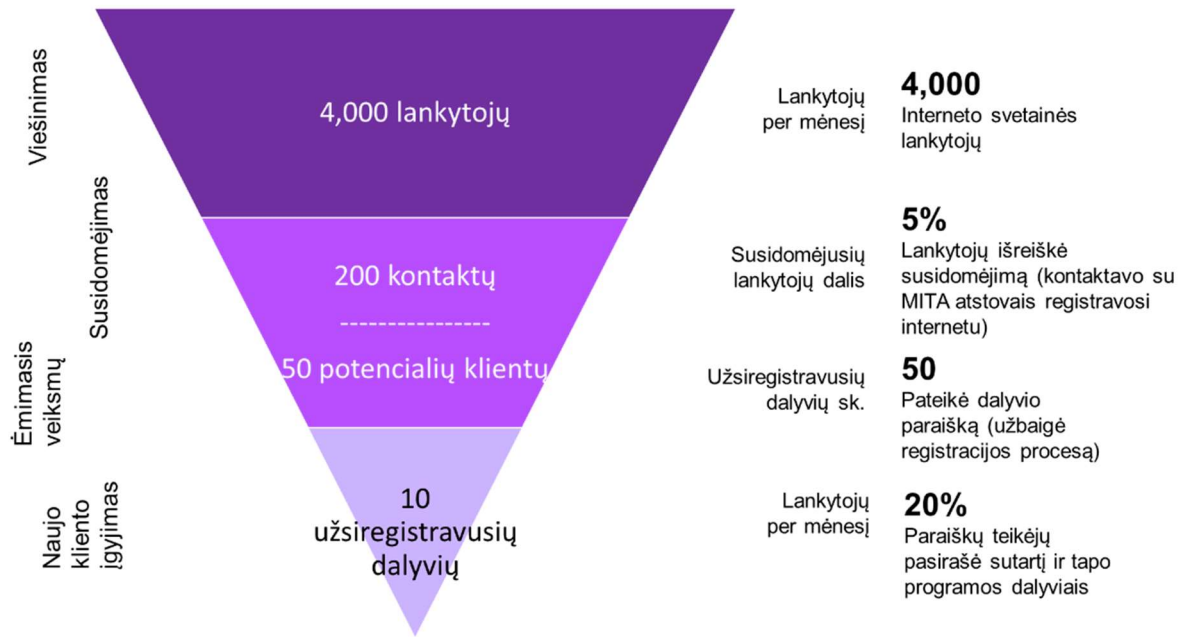 Viešinimas
4,000 lankytojų
Lankytojų
per mėnesį
4,000
Interneto svetainės
lankytojų
Susidomėjimas
200 kontaktų
----------------
50 potencialių klientų
Susidomėjusių
lankytojų dalis
5%
Lankytojų išreiškė
susidomėjimą (kontaktavo su
MITA atstovais registravosi
internetu)
Ėmimasis
veiksmų
Užsiregistravusių
dalyvių sk.
50
Pateikė dalyvio
paraišką (užbaigė
registracijos procesą)
Naujo
kliento
įgyjimas
10
užsiregistravusių
dalyvių
Lankytojų
per mėnesį
20%
Paraiškų teikėjų
pasirašė sutartį ir tapo
programos dalyviais